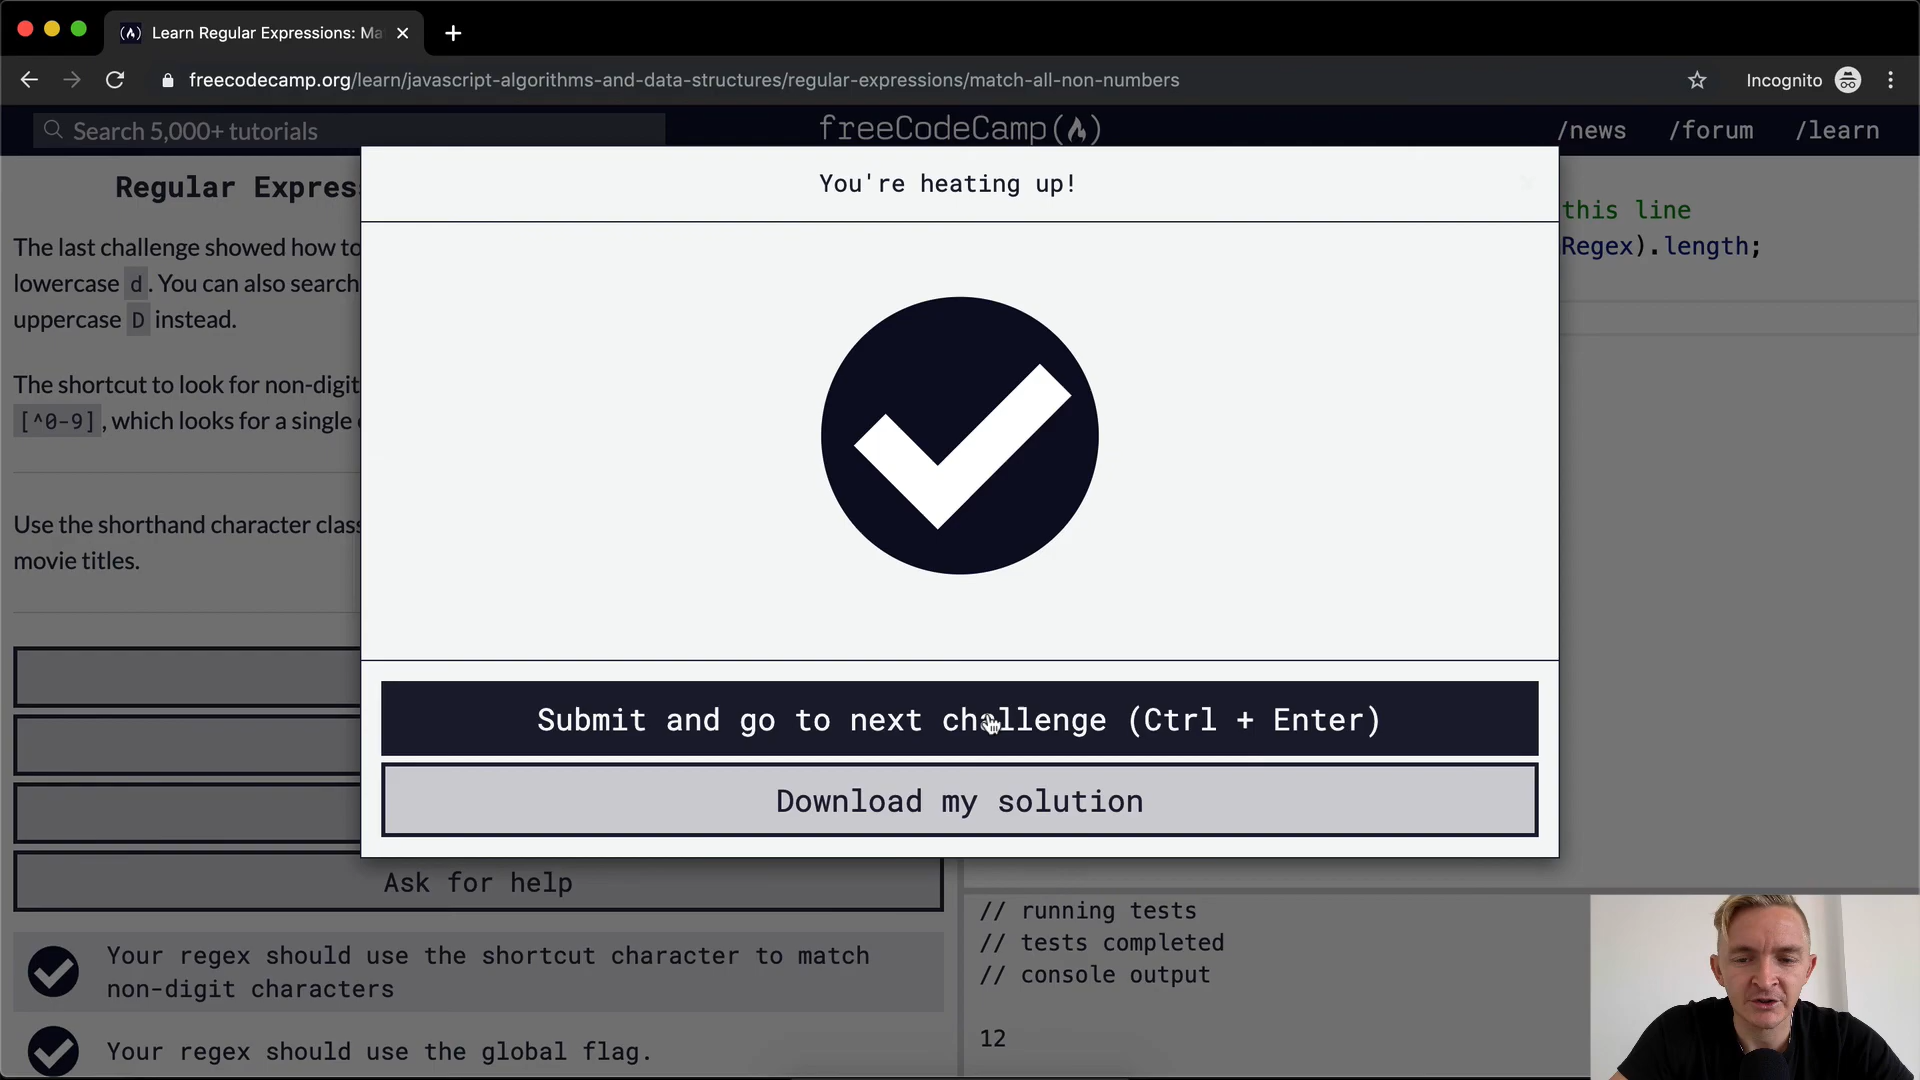 Learn Regular Expressions: Ma
freecodecamp.org/learn/javascript-algorithms-and-data-structures/regular-expressions/match-all-non-numbers
Incognito
Search 5,000+ tutorials
freeCodeCamp(🔥)
/news /forum /learn
You're heating up!
Regular Express
The last challenge showed how to
lowercase d. You can also search
uppercase D instead.
The shortcut to look for non-digit
[^0-9], which looks for a single
Use the shorthand character class
movie titles.
this line
Regex).length;
Submit and go to next challenge (Ctrl + Enter)
Download my solution
Ask for help
Your regex should use the shortcut character to match
non-digit characters
Your regex should use the global flag.
// running tests
// tests completed
// console output
12